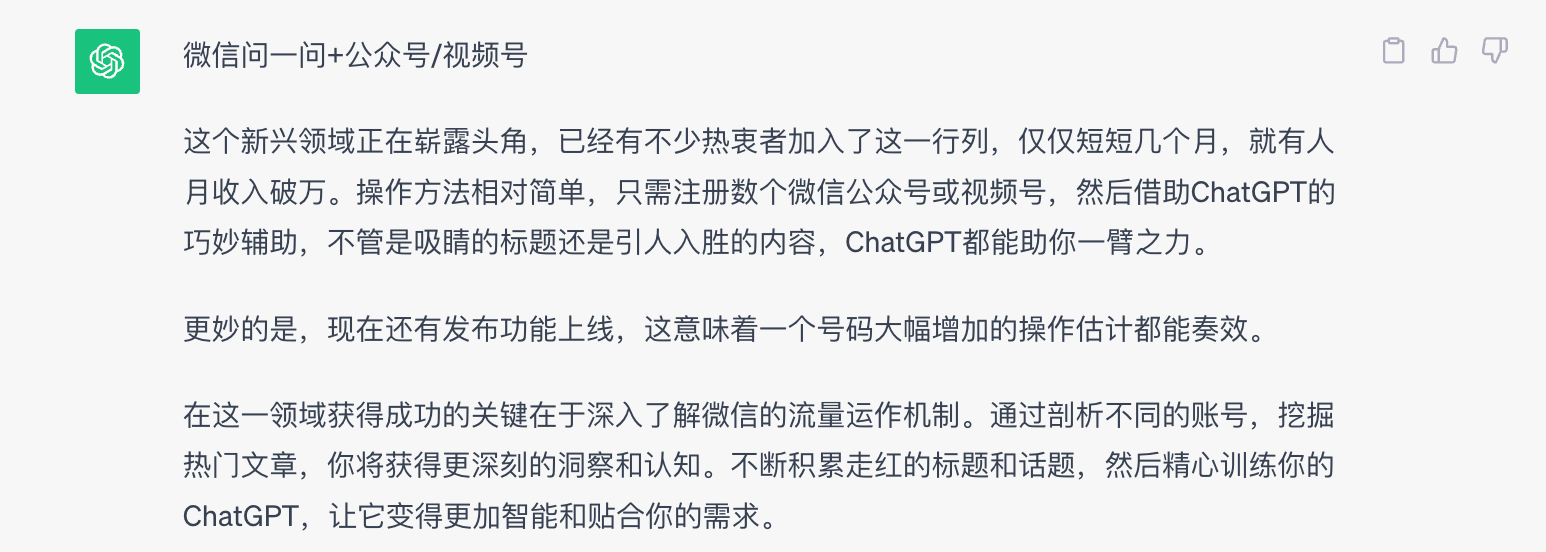 微信问一问+公众号/视频号
这个新兴领域正在崭露头角，已经有不少热衷者加入了这一行列，仅仅短短几个月，就有人
月收入破万。操作方法相对简单，只需注册数个微信公众号或视频号，然后借助ChatGPT的
巧妙辅助，不管是吸睛的标题还是引人入胜的内容，ChatGPT都能助你一臂之力。
更妙的是，现在还有发布功能上线，这意味着一个号码大幅增加的操作估计都能奏效。
在这一领域获得成功的关键在于深入了解微信的流量运作机制。通过剖析不同的账号，挖掘
热门文章，你将获得更深刻的洞察和认知。不断积累走红的标题和话题，然后精心训练你的
ChatGPT，让它变得更加智能和贴合你的需求。